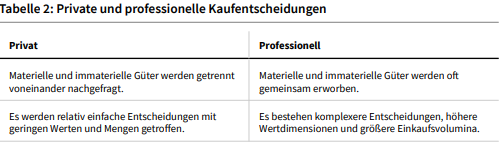 Tabelle 2: Private und professionelle Kaufentscheidungen
Privat
Professionell
Materielle und immaterielle Güter werden getrennt
voneinander nachgefragt.
Materielle und immaterielle Güter werden oft
gemeinsam erworben.
Es werden relativ einfache Entscheidungen mit
geringen Werten und Mengen getroffen.
Es bestehen komplexere Entscheidungen, höhere
Wertdimensionen und größere Einkaufsvolumina.